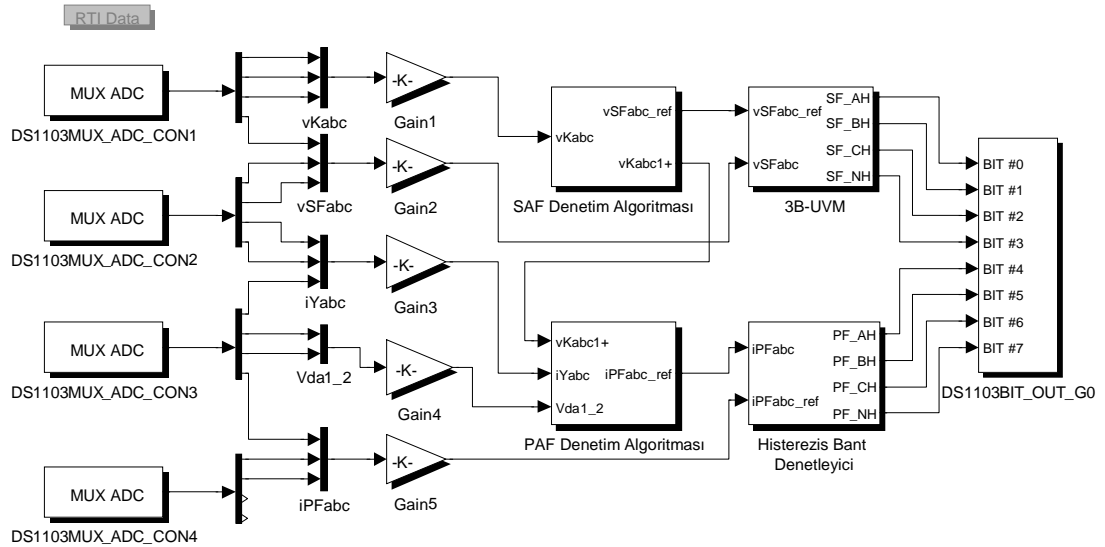 RTI Data
MUX ADC
DS1103MUX_ADC_CON1
MUX ADC
DS1103MUX_ADC_CON2
MUX ADC
DS1103MUX_ADC_CON3
MUX ADC
DS1103MUX_ADC_CON4
vKabc
vSFabc
iYabc
Vda1_2
iPFabc
-K-
Gain1
-K-
Gain2
-K-
Gain3
-K-
Gain4
-K-
Gain5
vKabc
vSFabc_ref
vKabc1+
SAF Denetim Algoritması
vKabc1+
iYabc
Vda1_2
iPFabc_ref
PAF Denetim Algoritması
vSFabc_ref
vSFabc
SF_AH
SF_BH
SF_CH
SF_NH
3B-UVM
iPFabc
iPFabc_ref
PF_AH
PF_BH
PF_CH
PF_NH
Histerezis Bant
Denetleyici
BIT #0
BIT #1
BIT #2
BIT #3
BIT #4
BIT #5
BIT #6
BIT #7
DS1103BIT_OUT_G0